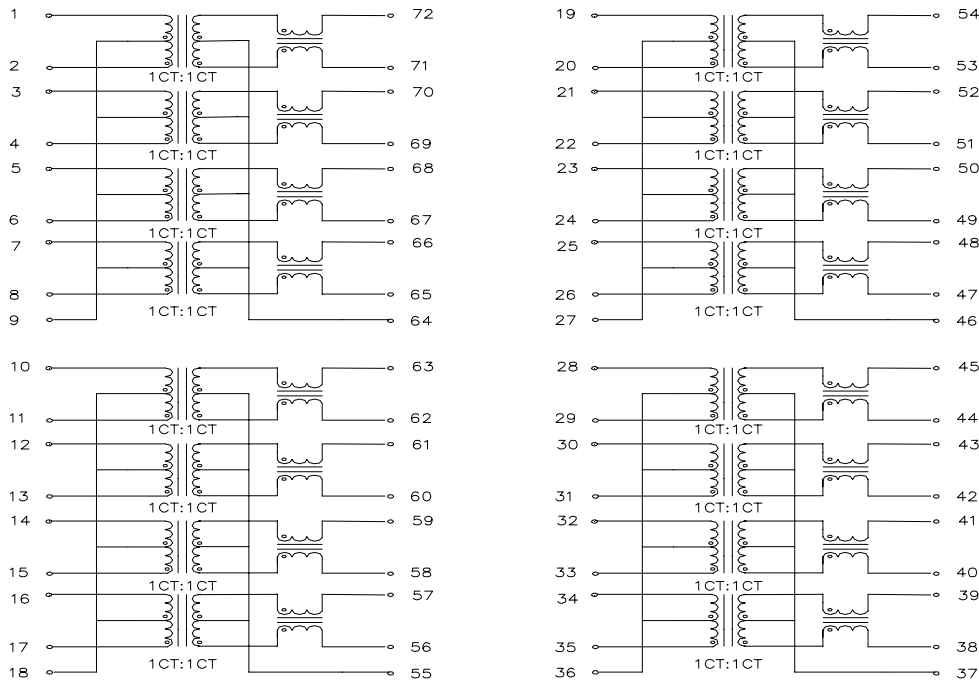 1 72 19 54
2 71 20 53
1CT:1CT 1CT:1CT
3 70 21 52
4 69 22 51
1CT:1CT 1CT:1CT
5 68 23 50
6 67 24 49
1CT:1CT 1CT:1CT
7 66 25 48
8 65 26 47
1CT:1CT 1CT:1CT
9 64 27 46
10 63 28 45
11 62 29 44
1CT:1CT 1CT:1CT
12 61 30 43
13 60 31 42
1CT:1CT 1CT:1CT
14 59 32 41
15 58 33 40
1CT:1CT 1CT:1CT
16 57 34 39
17 56 35 38
1CT:1CT 1CT:1CT
18 55 36 37